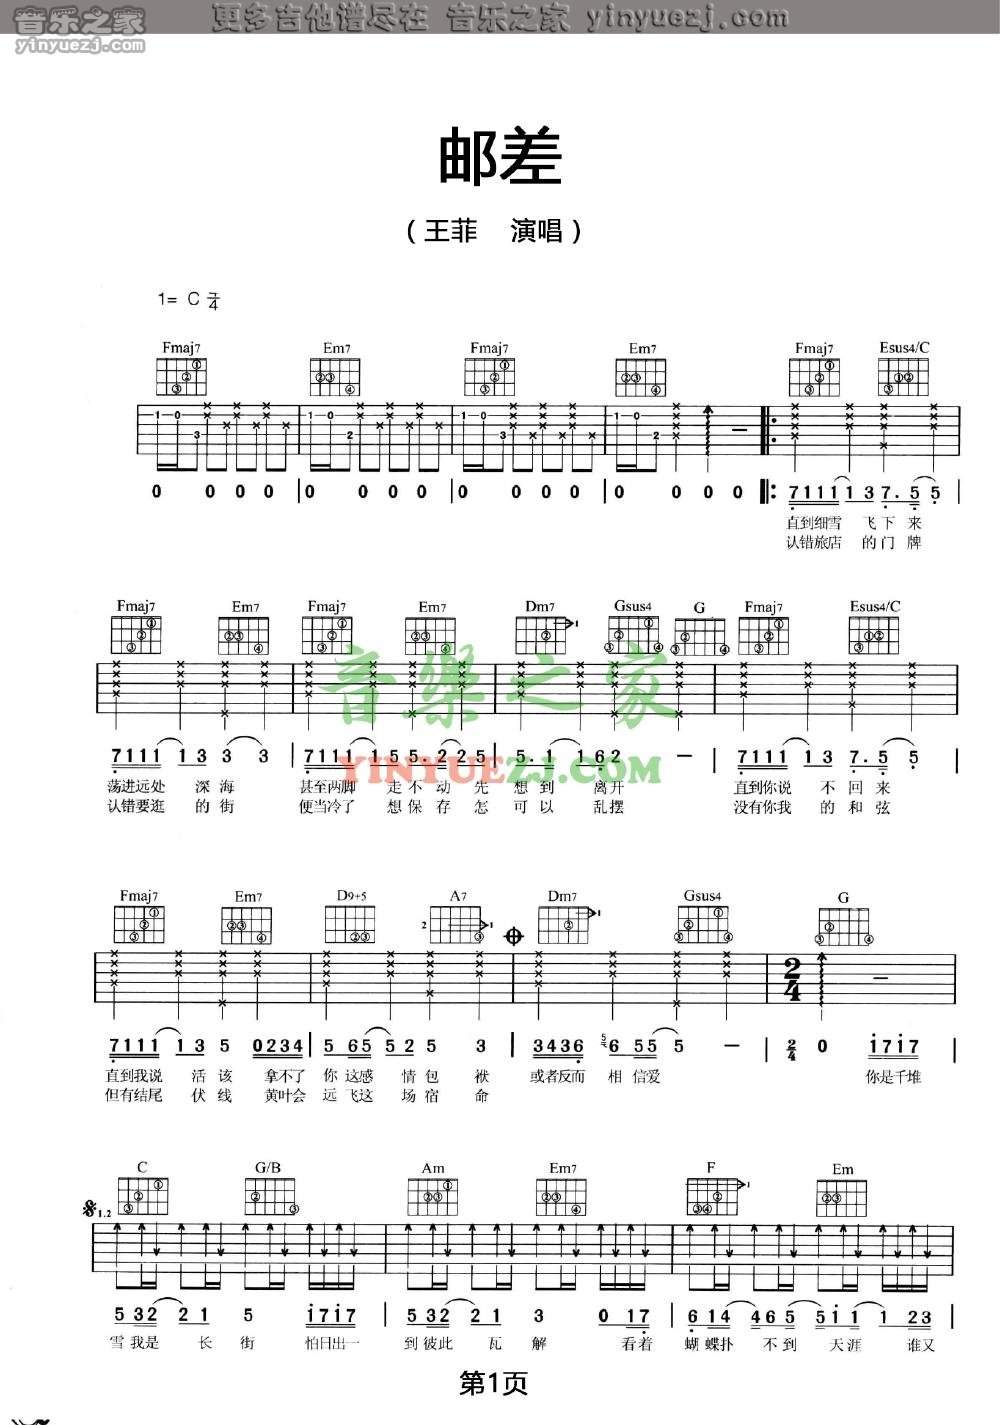 音乐之家
yinyuezj.com
更多吉他谱尽在 音乐之家 yinyuezj.com
邮差
（王菲 演唱）
1= C 4
Fmaj7 Em7 Fmaj7 Em7 Fmaj7 Esus4/C
0 0 0 0 0 0 0 0 0 0 0 0 0 0 0 0 7111 1 3 7. 5 5
直到细雪 飞 下 来
认错旅店 的 门 牌
Fmaj7 Em7 Fmaj7 Em7 Dm7 Gsus4 G Fmaj7 Esus4/C
音樂之家
YINYUEZJ.COM
7111 1 3 3 3 7111 1 5 5. 2 2 5 5. 1 1 6 2 — 7111 1 3 7. 5 5
荡进远处 深 海 甚至两脚 走 不 动 先 想 到 离开 直到你说 不 回 来
认错要逛 的 街 便当冷了 想 保 存 怎 可 以 乱摆 没有你我 的 和 弦
Fmaj7 Em7 D9+5 A7 Dm7 Gsus4 G
7111 1 3 5 0234 5 65 5 2 5 3 3436 5 6 55 5 — 2/4 0 1717
直到我说 活 该 拿不了 你 这感 情 包 袱 或者反而 相 信爱 你是千堆
但有结尾 伏 线 黄叶会 远 飞这 场 宿 命
C G/B Am Em7 F Em
1.2
5 32 2 1 5 1717 5 32 2 1 3 0 17 6 14 4 6 5 5 1 1 23
雪 我是 长 街 怕日出一 到 彼此 瓦 解 看着 蝴 蝶扑 不 到 天 涯 谁又
第1页